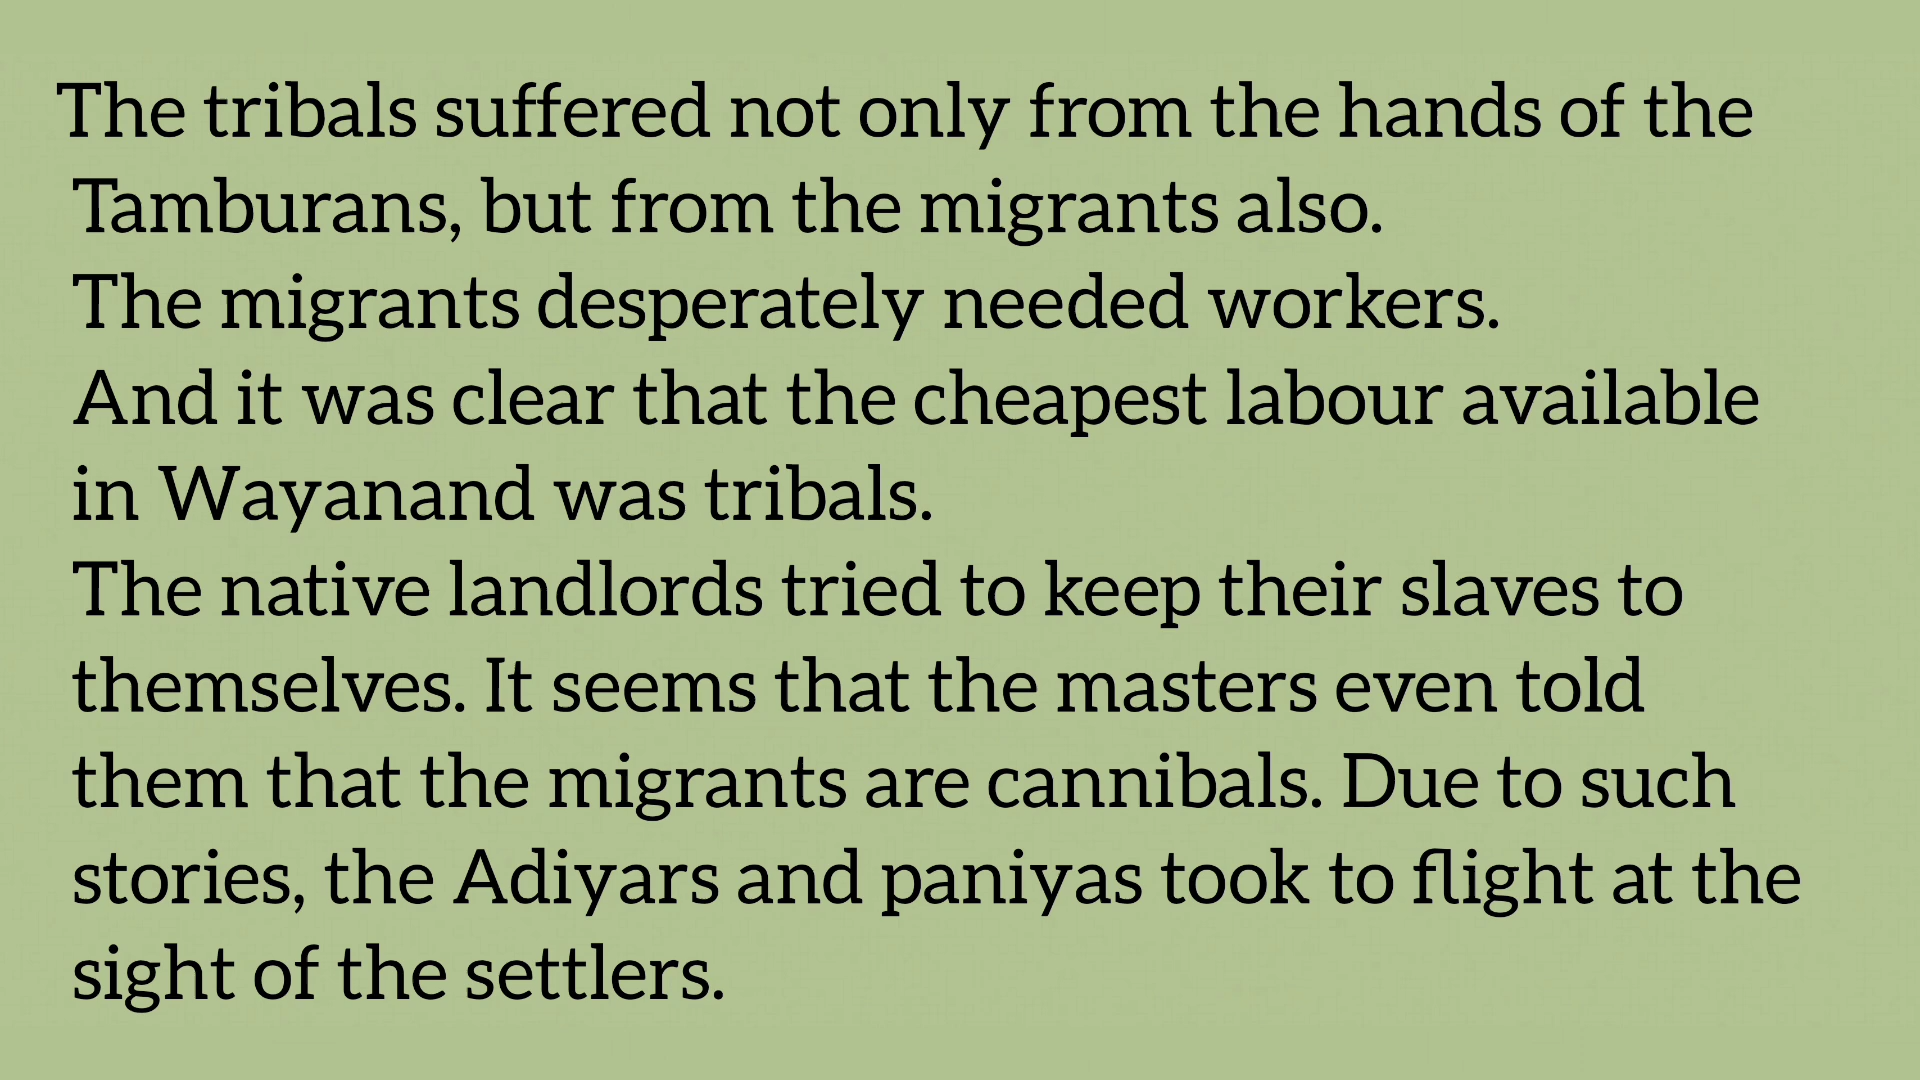 The tribals suffered not only from the hands of the
Tamburans, but from the migrants also.
The migrants desperately needed workers.
And it was clear that the cheapest labour available
in Wayanand was tribals.
The native landlords tried to keep their slaves to
themselves. It seems that the masters even told
them that the migrants are cannibals. Due to such
stories, the Adiyars and paniyas took to flight at the
sight of the settlers.